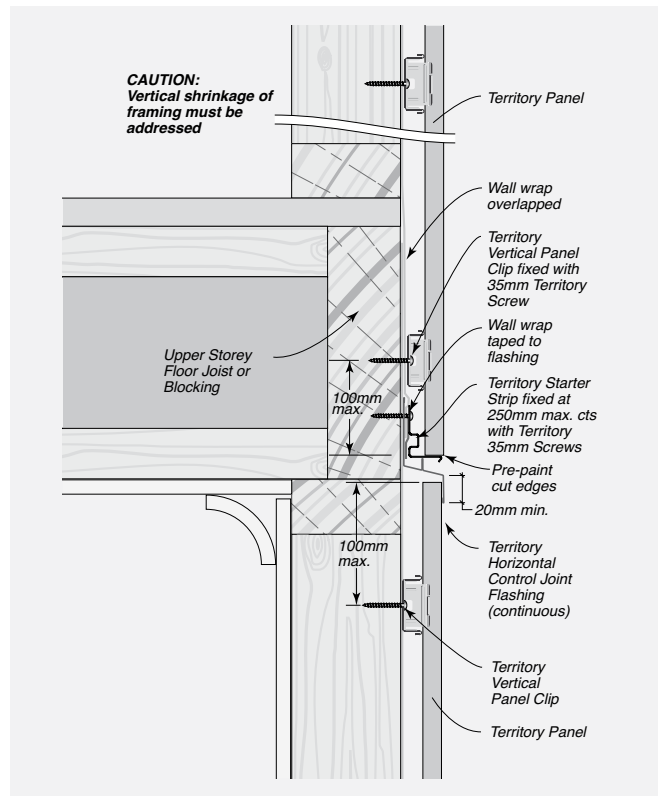 CAUTION:
Vertical shrinkage of
framing must be
addressed
Territory Panel
Wall wrap
overlapped
Territory
Vertical Panel
Clip fixed with
35mm Territory
Screw
Wall wrap
taped to
flashing
Upper Storey
Floor Joist or
Blocking
100mm
max.
Territory Starter
Strip fixed at
250mm max. cts
with Territory
35mm Screws
Pre-paint
cut edges
20mm min.
100mm
max.
Territory
Horizontal
Control Joint
Flashing
(continuous)
Territory
Vertical
Panel Clip
Territory Panel